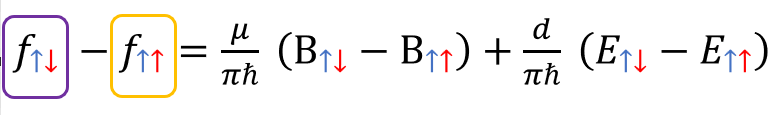 f↑↓ − f↑↑ = μ/πħ (B↑↓ − B↑↑) + d/πħ (E↑↓ − E↑↑)